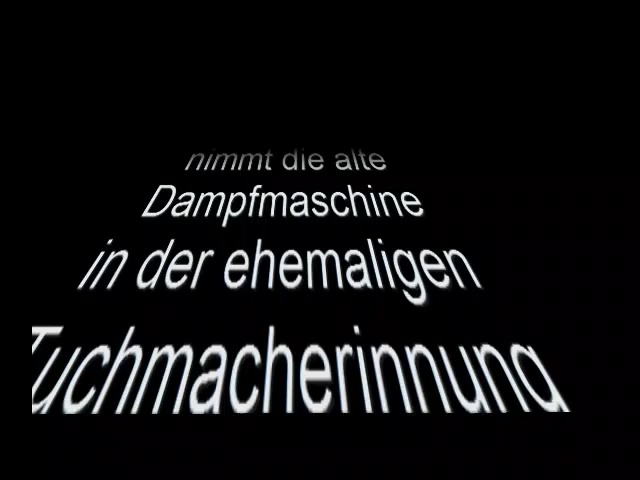 nimmt die alte
Dampfmaschine
in der ehemaligen
Tuchmacherinnung